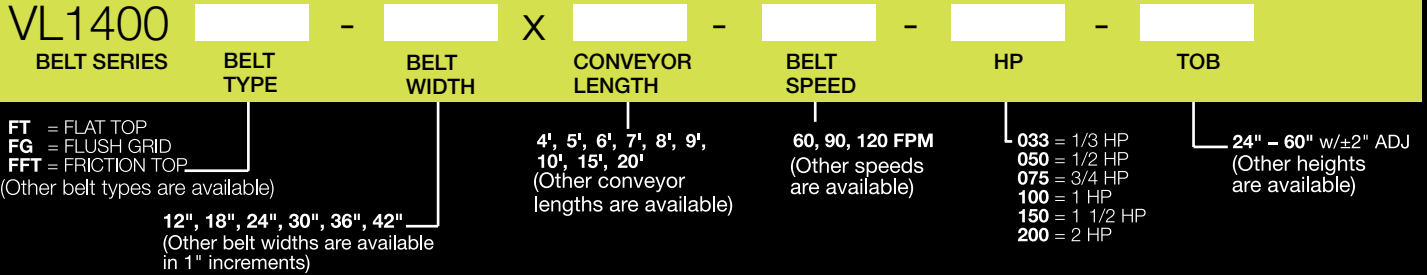 VL1400 - x - - -
BELT SERIES BELT TYPE BELT WIDTH CONVEYOR LENGTH BELT SPEED HP TOB
FT = FLAT TOP
FG = FLUSH GRID
FFT = FRICTION TOP
(Other belt types are available)
12", 18", 24", 30", 36", 42"
(Other belt widths are available
in 1" increments)
4', 5', 6', 7', 8', 9',
10', 15', 20'
(Other conveyor
lengths are available)
60, 90, 120 FPM
(Other speeds
are available)
033 = 1/3 HP
050 = 1/2 HP
075 = 3/4 HP
100 = 1 HP
150 = 1 1/2 HP
200 = 2 HP
24" – 60" w/±2" ADJ
(Other heights
are available)